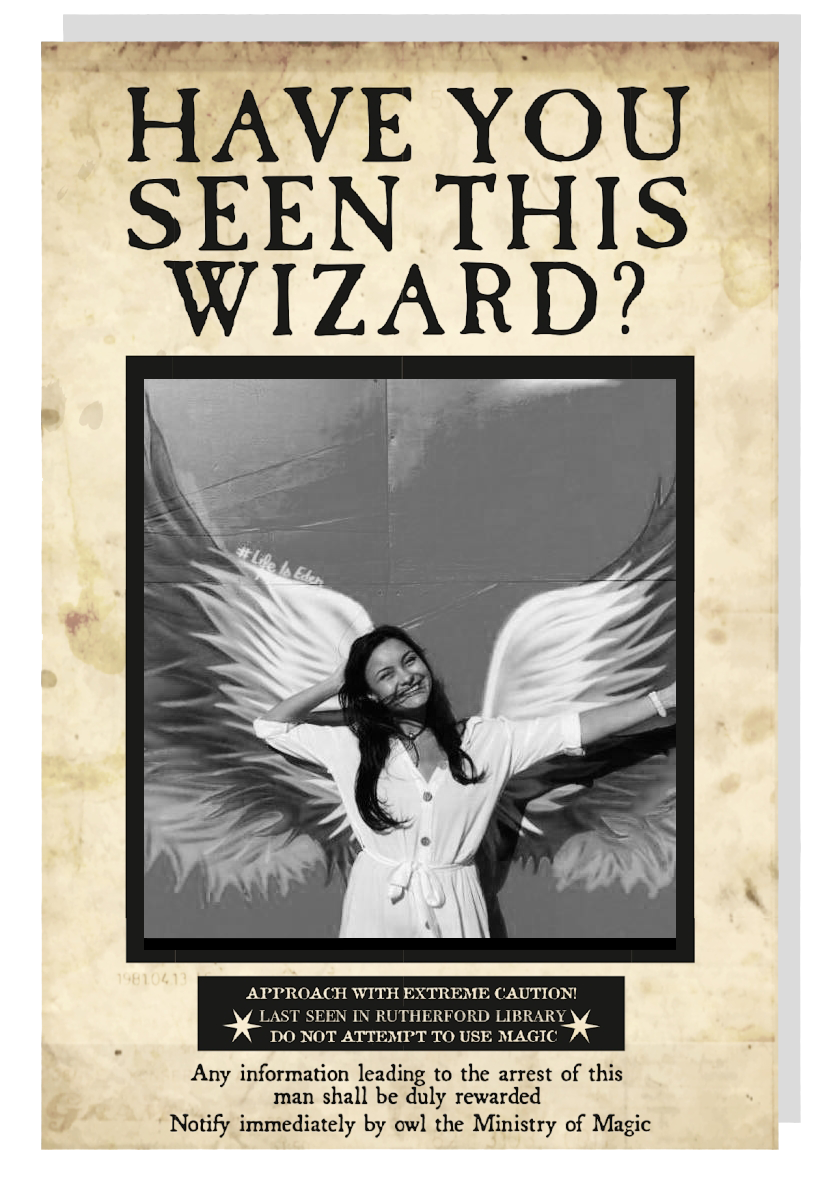 HAVE YOU
SEEN THIS
WIZARD?
# Life Is Eden
19810413
APPROACH WITH EXTREME CAUTION!
LAST SEEN IN RUTHERFORD LIBRARY
DO NOT ATTEMPT TO USE MAGIC
Any information leading to the arrest of this
man shall be duly rewarded
Notify immediately by owl the Ministry of Magic